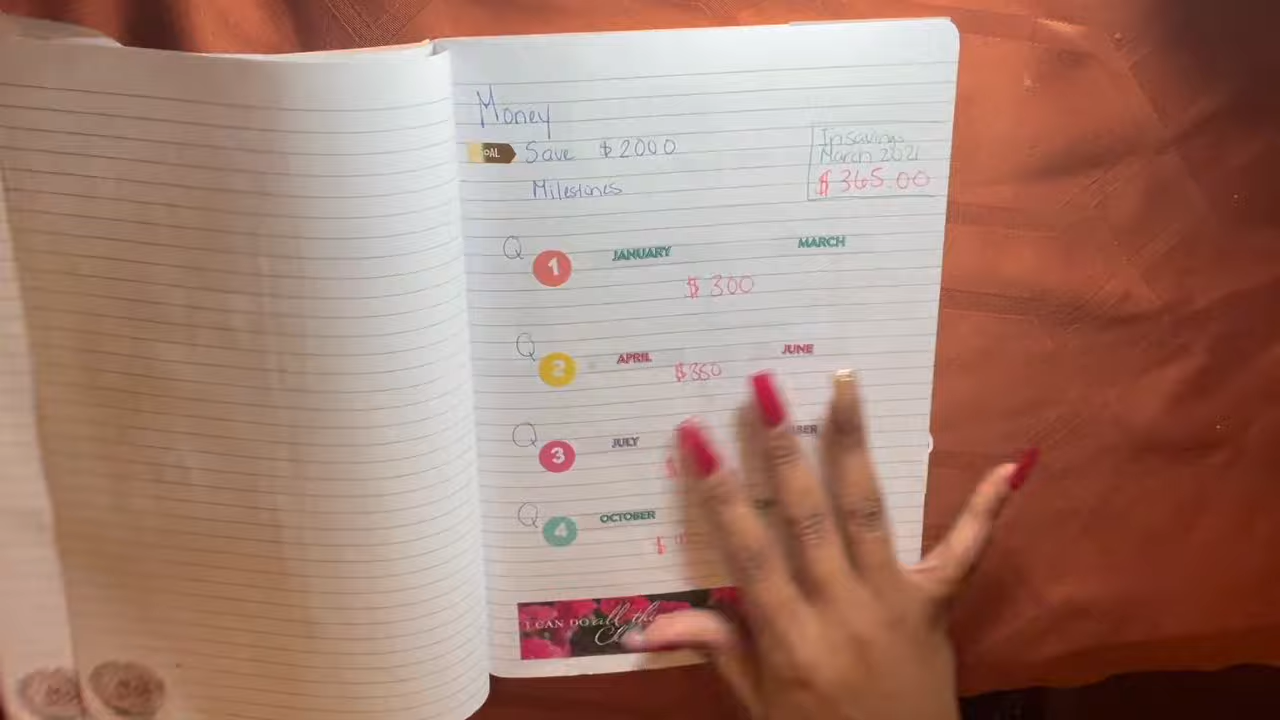 Money
GOAL Save $2000
In savings
March 2021
$365.00
Milestones
Q 1 JANUARY MARCH
$300
Q 2 APRIL JUNE
$350
Q 3 JULY
Q 4 OCTOBER
$
I CAN DO all